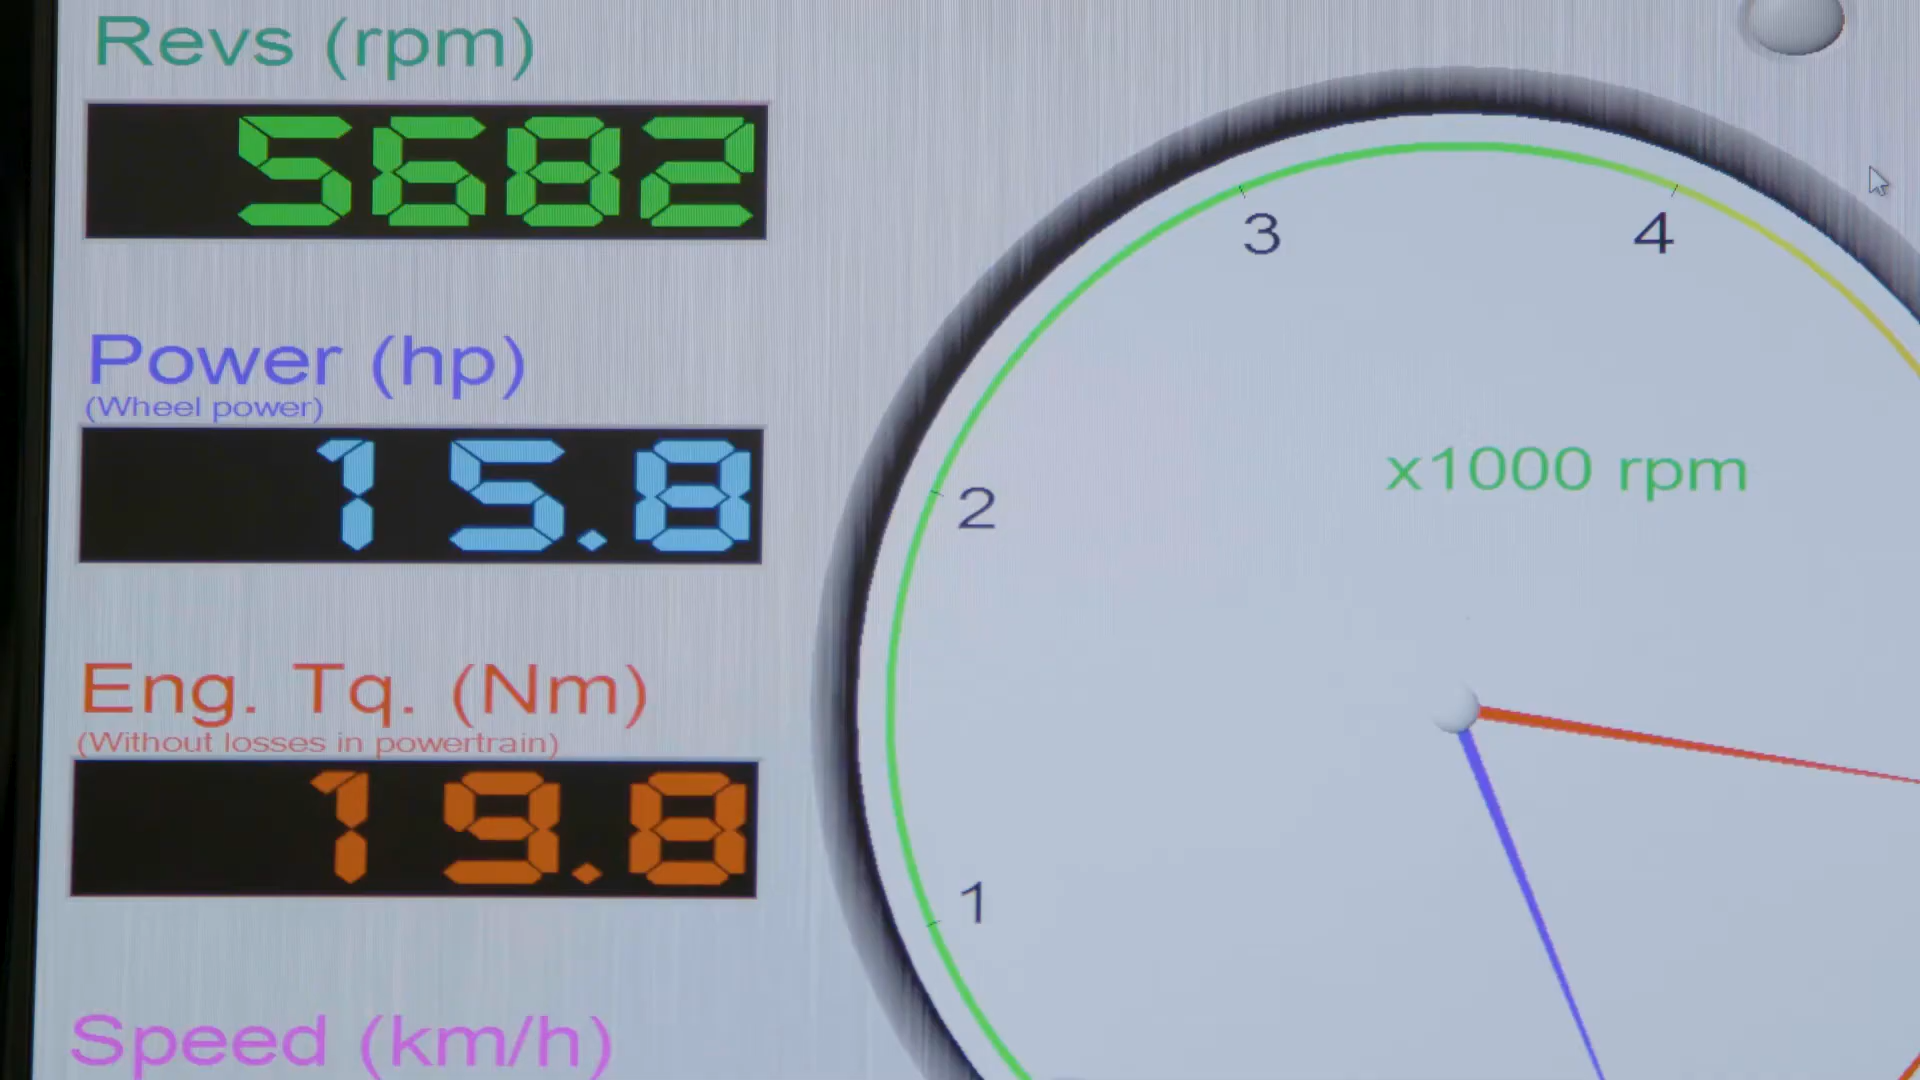 Revs (rpm)
5682
Power (hp)
(Wheel power)
15.8
Eng. Tq. (Nm)
(Without losses in powertrain)
19.8
Speed (km/h)
1
2
3
4
x1000 rpm